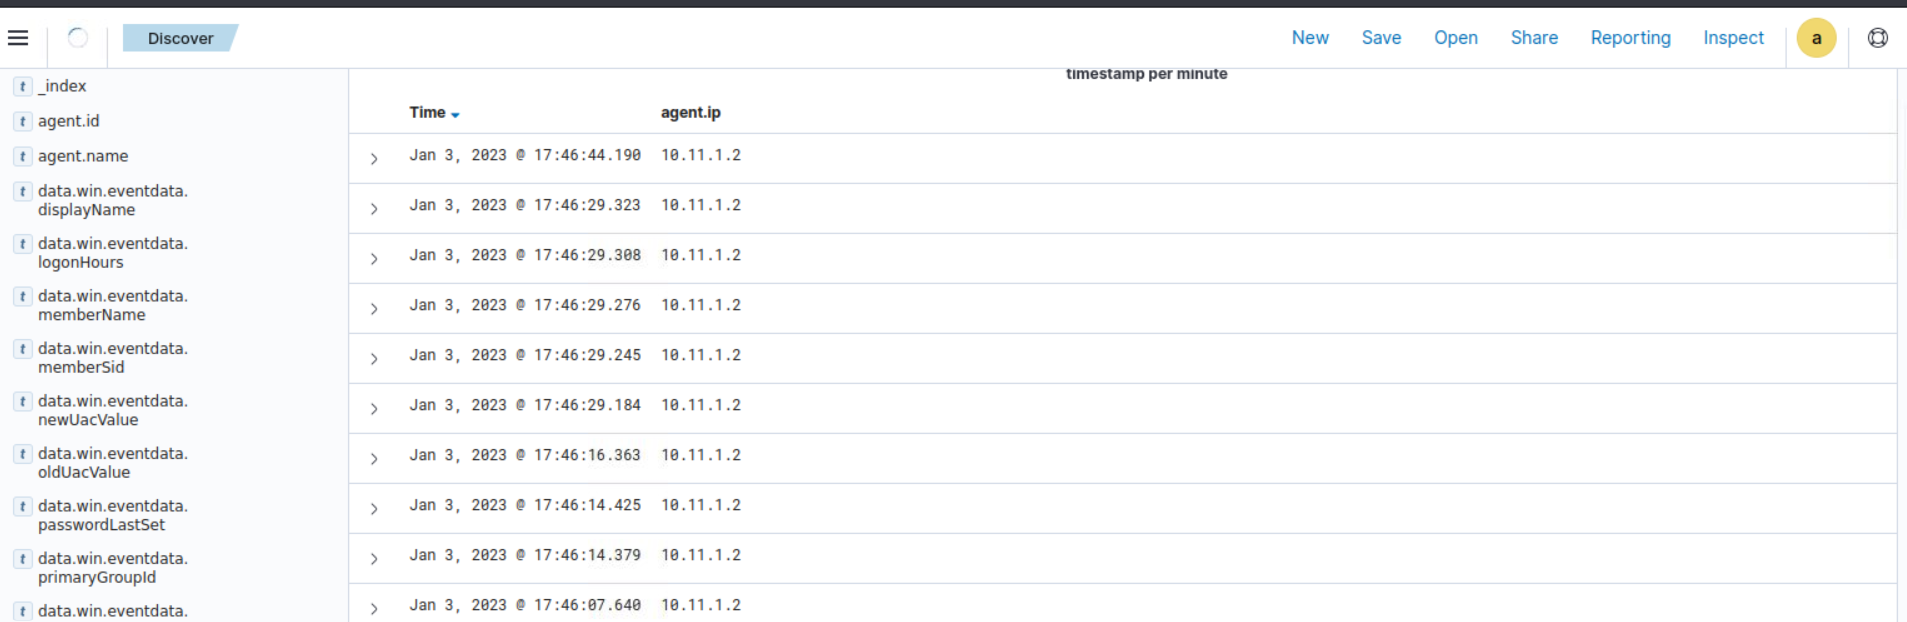 Discover
New Save Open Share Reporting Inspect a
t _index
t agent.id
t agent.name
t data.win.eventdata.
displayName
t data.win.eventdata.
logonHours
t data.win.eventdata.
memberName
t data.win.eventdata.
memberSid
t data.win.eventdata.
newUacValue
t data.win.eventdata.
oldUacValue
t data.win.eventdata.
passwordLastSet
t data.win.eventdata.
primaryGroupId
t data.win.eventdata.
timestamp per minute
Time agent.ip
Jan 3, 2023 @ 17:46:44.190 10.11.1.2
Jan 3, 2023 @ 17:46:29.323 10.11.1.2
Jan 3, 2023 @ 17:46:29.308 10.11.1.2
Jan 3, 2023 @ 17:46:29.276 10.11.1.2
Jan 3, 2023 @ 17:46:29.245 10.11.1.2
Jan 3, 2023 @ 17:46:29.184 10.11.1.2
Jan 3, 2023 @ 17:46:16.363 10.11.1.2
Jan 3, 2023 @ 17:46:14.425 10.11.1.2
Jan 3, 2023 @ 17:46:14.379 10.11.1.2
Jan 3, 2023 @ 17:46:07.640 10.11.1.2